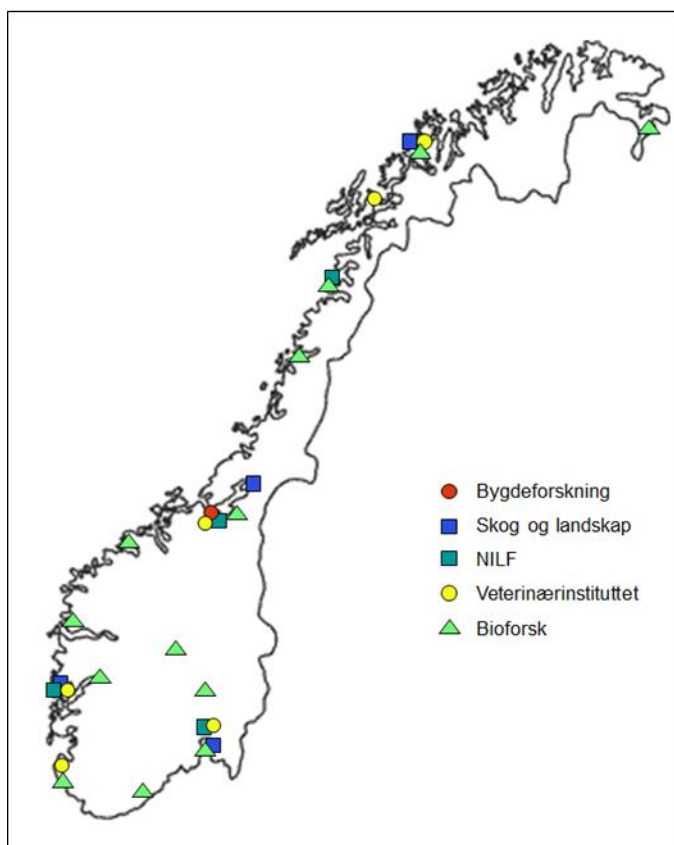 Bygdeforskning
Skog og landskap
NILF
Veterinærinstituttet
Bioforsk